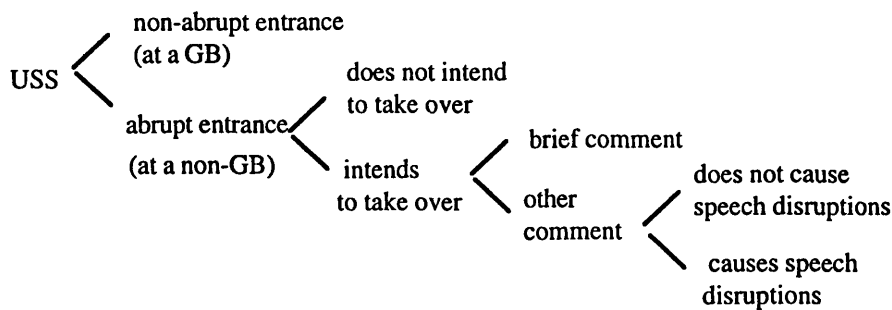 non-abrupt entrance
(at a GB)
USS
does not intend
to take over
abrupt entrance
(at a non-GB)
brief comment
intends
to take over
does not cause
speech disruptions
other
comment
causes speech
disruptions